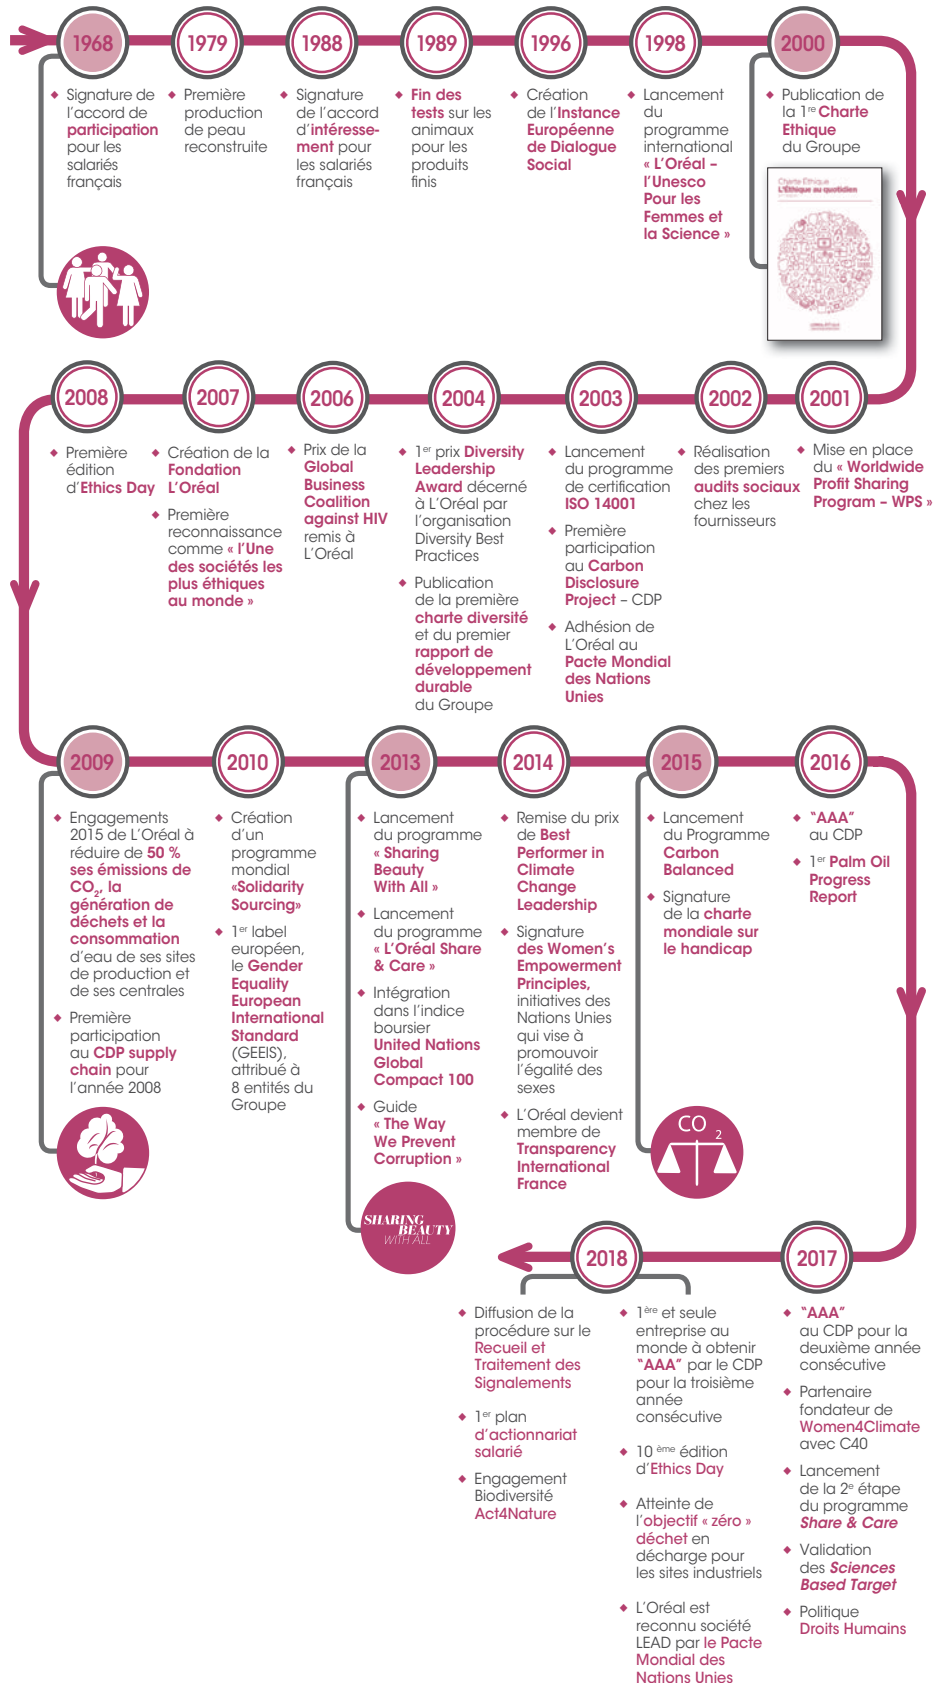 1968
Signature de
l'accord de
participation
pour les
salariés
français
1979
Première
production
de peau
reconstruite
1988
Signature
de l'accord
d'intéresse-
ment pour
les salariés
français
1989
Fin des
tests sur les
animaux
pour les
produits
finis
1996
Création
de l'Instance
Européenne
de Dialogue
Social
1998
Lancement
du
programme
international
« L'Oréal –
l'Unesco
Pour les
Femmes et
la Science »
2000
Publication de
la 1re Charte
Ethique
du Groupe
Charte Éthique
L'Éthique au quotidien
2001
Mise en place
du « Worldwide
Profit Sharing
Program – WPS »
2002
Réalisation
des premiers
audits sociaux
chez les
fournisseurs
2003
Lancement
du programme
de certification
ISO 14001
Première
participation
au Carbon
Disclosure
Project – CDP
Adhésion de
L'Oréal au
Pacte Mondial
des Nations
Unies
2004
1er prix Diversity
Leadership
Award décerné
à L'Oréal par
l'organisation
Diversity Best
Practices
Publication
de la première
charte diversité
et du premier
rapport de
développement
durable
du Groupe
2006
Prix de la
Global
Business
Coalition
against HIV
remis à
L'Oréal
2007
Création de la
Fondation
L'Oréal
Première
reconnaissance
comme « l'Une
des sociétés les
plus éthiques
au monde »
2008
Première
édition
d'Ethics Day
2009
Engagements
2015 de L'Oréal à
réduire de 50 %
ses émissions de
CO2, la
génération de
déchets et la
consommation
d'eau de ses sites
de production et
de ses centrales
Première
participation
au CDP supply
chain pour
l'année 2008
2010
Création
d'un
programme
mondial
«Solidarity
Sourcing»
1er label
européen,
le Gender
Equality
European
International
Standard
(GEEIS),
attribué à
8 entités du
Groupe
2013
Lancement
du programme
« Sharing
Beauty
With All »
Lancement
du programme
« L'Oréal Share
& Care »
Intégration
dans l'indice
boursier
United Nations
Global
Compact 100
Guide
« The Way
We Prevent
Corruption »
SHARING
BEAUTY
WITH ALL
2014
Remise du prix
de Best
Performer in
Climate
Change
Leadership
Signature
des Women's
Empowerment
Principles,
initiatives des
Nations Unies
qui vise à
promouvoir
l'égalité des
sexes
L'Oréal devient
membre de
Transparency
International
France
2015
Lancement
du Programme
Carbon
Balanced
Signature
de la charte
mondiale sur
le handicap
CO2
2016
"AAA"
au CDP
1er Palm Oil
Progress
Report
2017
"AAA"
au CDP pour la
deuxième année
consécutive
Partenaire
fondateur de
Women4Climate
avec C40
Lancement
de la 2e étape
du programme
Share & Care
Validation
des Sciences
Based Target
Politique
Droits Humains
2018
Diffusion de la
procédure sur le
Recueil et
Traitement des
Signalements
1er plan
d'actionnariat
salarié
Engagement
Biodiversité
Act4Nature
1ère et seule
entreprise au
monde à obtenir
"AAA" par le CDP
pour la troisième
année
consécutive
10 ème édition
d'Ethics Day
Atteinte de
l'objectif « zéro »
déchet en
décharge pour
les sites industriels
L'Oréal est
reconnu société
LEAD par le Pacte
Mondial des
Nations Unies